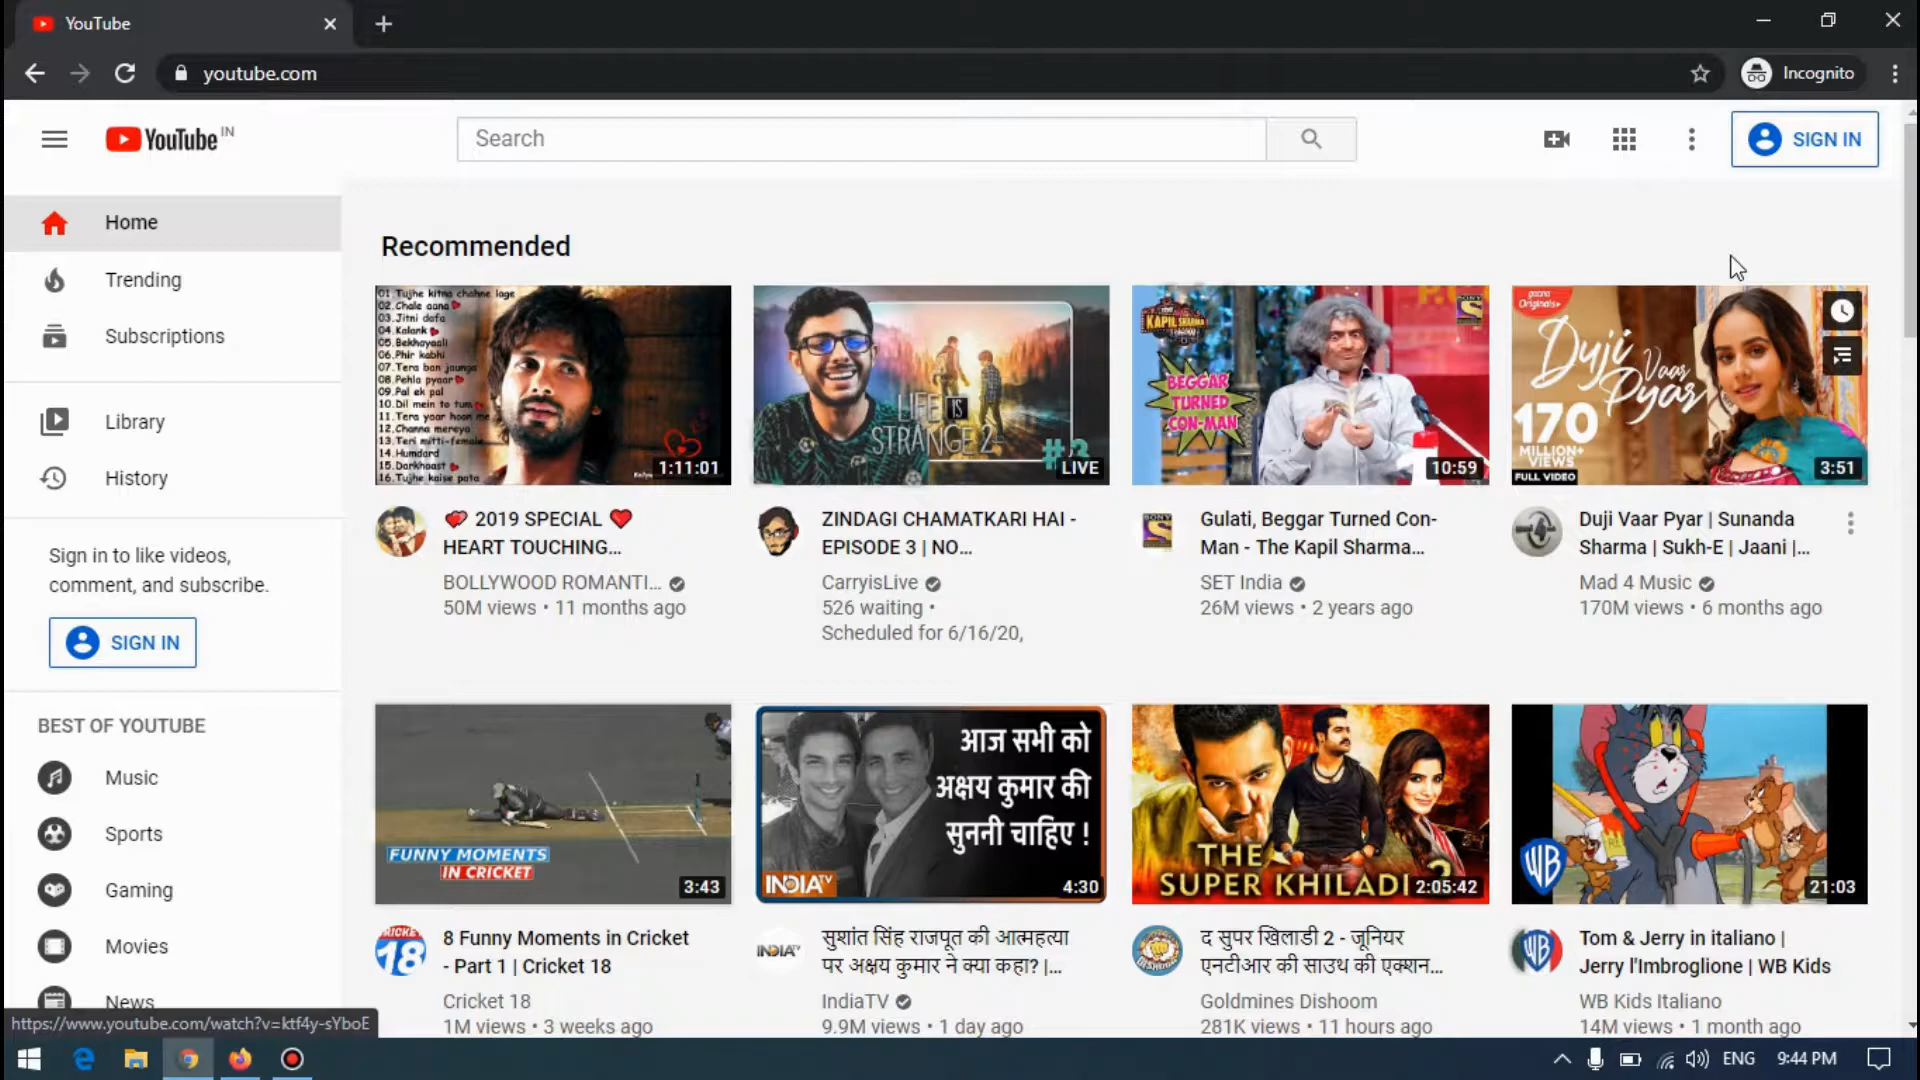 YouTube
youtube.com
Incognito
YouTube IN
Search
SIGN IN
Home
Trending
Subscriptions
Library
History
Sign in to like videos,
comment, and subscribe.
SIGN IN
BEST OF YOUTUBE
Music
Sports
Gaming
Movies
News
Recommended
01.Tujhe kitna chahne lage
02.Chale aana
03.Jitni dafa
04.Kalank
05.Bekhayaali
06.Phir kabhi
07.Tera ban jaunga
08.Pehla pyaar
09.Pal ek pal
10.Dil mein to tum
11.Tera yaar hoon me
12.Channa mereya
13.Teri mitti-female
14.Humdard
15.Darkhaast
16.Tujhe kaise pata
1:11:01
2019 SPECIAL
HEART TOUCHING...
BOLLYWOOD ROMANTI...
50M views • 11 months ago
LIFE IS
STRANGE 2
LIVE
ZINDAGI CHAMATKARI HAI -
EPISODE 3 | NO...
CarryisLive
526 waiting •
Scheduled for 6/16/20,
KAPIL SHARMA
SONY
BEGGAR
TURNED
CON-MAN
10:59
Gulati, Beggar Turned Con-
Man - The Kapil Sharma...
SET India
26M views • 2 years ago
gaana
Originals
Duji Vaar
Pyar
170
MILLION+
VIEWS
FULL VIDEO
3:51
Duji Vaar Pyar | Sunanda
Sharma | Sukh-E | Jaani |...
Mad 4 Music
170M views • 6 months ago
FUNNY MOMENTS
IN CRICKET
3:43
8 Funny Moments in Cricket
- Part 1 | Cricket 18
Cricket 18
1M views • 3 weeks ago
आज सभी को
अक्षय कुमार की
सुननी चाहिए !
INDIA TV
4:30
सुशांत सिंह राजपूत की आत्महत्या
पर अक्षय कुमार ने क्या कहा? |...
IndiaTV
9.9M views • 1 day ago
THE
SUPER KHILADI 2
2:05:42
द सुपर खिलाडी 2 - जूनियर
एनटीआर की साउथ की एक्शन...
Goldmines Dishoom
281K views • 11 hours ago
WB
21:03
Tom & Jerry in italiano |
Jerry l'Imbroglione | WB Kids
WB Kids Italiano
14M views • 1 month ago
https://www.youtube.com/watch?v=ktf4y-sYboE
ENG
9:44 PM